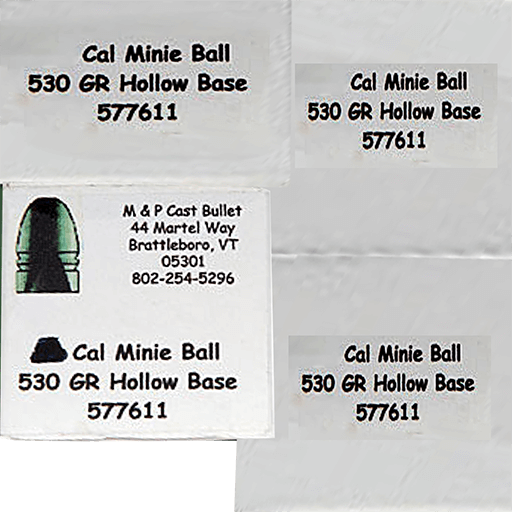 Cal Minie Ball
530 GR Hollow Base
577611
Cal Minie Ball
530 GR Hollow Base
577611
M & P Cast Bullet
44 Martel Way
Brattleboro, VT
05301
802-254-5296
Cal Minie Ball
530 GR Hollow Base
577611
Cal Minie Ball
530 GR Hollow Base
577611